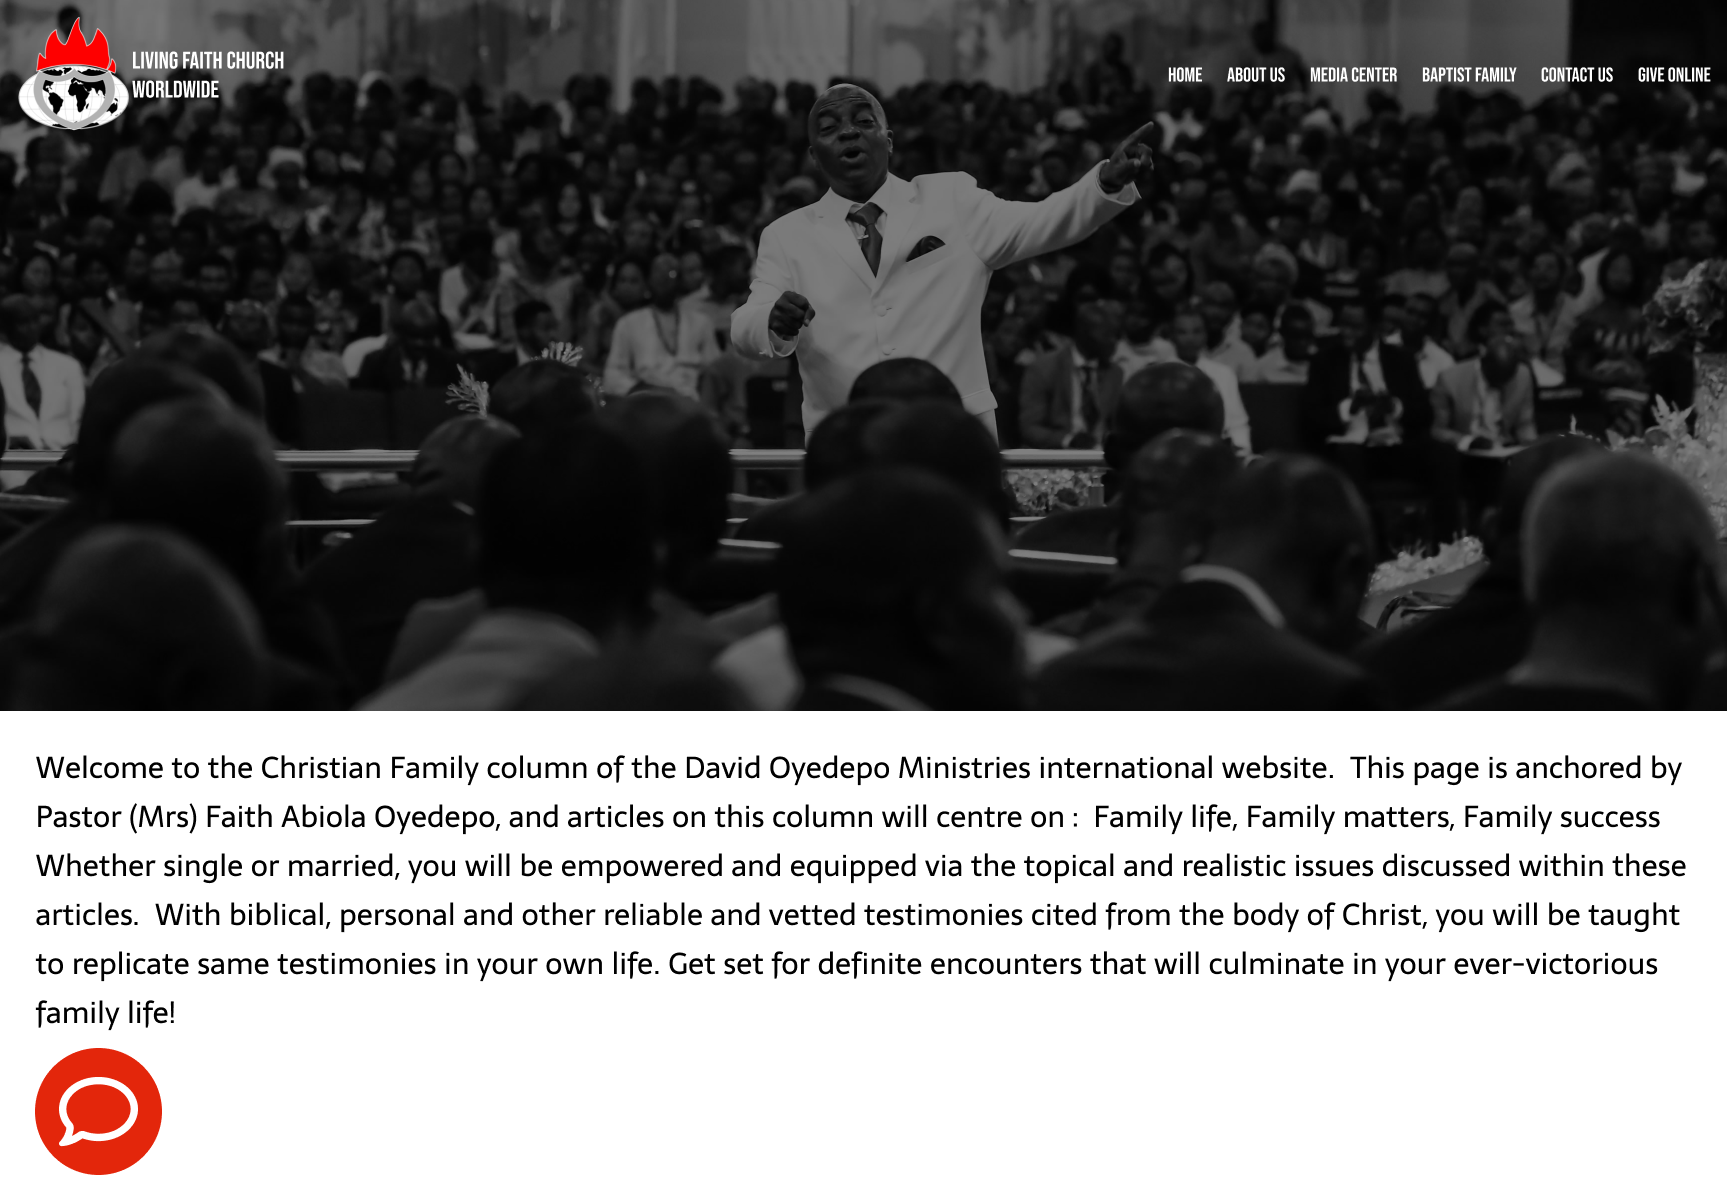 LIVING FAITH CHURCH
WORLDWIDE
HOME ABOUT US MEDIA CENTER BAPTIST FAMILY CONTACT US GIVE ONLINE
Welcome to the Christian Family column of the David Oyedepo Ministries international website.  This page is anchored by
Pastor (Mrs) Faith Abiola Oyedepo, and articles on this column will centre on :  Family life, Family matters, Family success
Whether single or married, you will be empowered and equipped via the topical and realistic issues discussed within these
articles.  With biblical, personal and other reliable and vetted testimonies cited from the body of Christ, you will be taught
to replicate same testimonies in your own life. Get set for definite encounters that will culminate in your ever-victorious
family life!